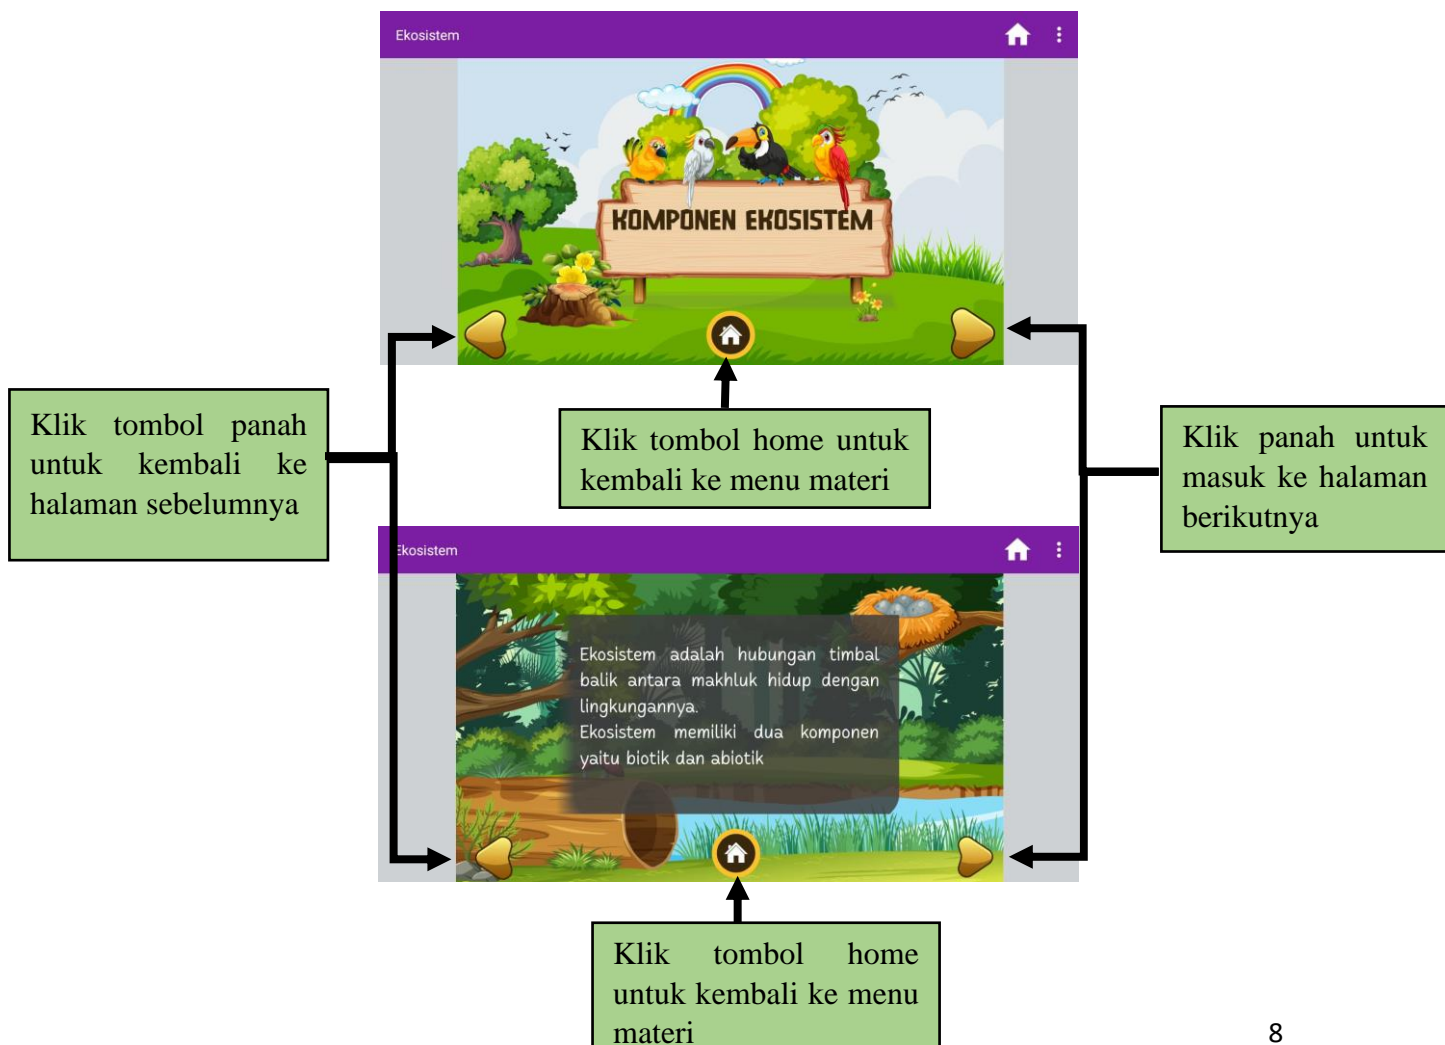 Ekosistem
KOMPONEN EKOSISTEM
Klik tombol panah
untuk kembali ke
halaman sebelumnya
Klik tombol home untuk
kembali ke menu materi
Klik panah untuk
masuk ke halaman
berikutnya
Ekosistem
Ekosistem adalah hubungan timbal
balik antara makhluk hidup dengan
lingkungannya.
Ekosistem memiliki dua komponen
yaitu biotik dan abiotik
Klik tombol home
untuk kembali ke menu
materi
8